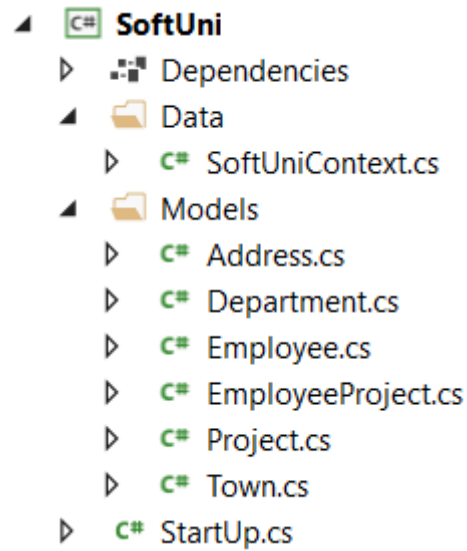 C# SoftUni
Dependencies
Data
C# SoftUniContext.cs
Models
C# Address.cs
C# Department.cs
C# Employee.cs
C# EmployeeProject.cs
C# Project.cs
C# Town.cs
C# StartUp.cs